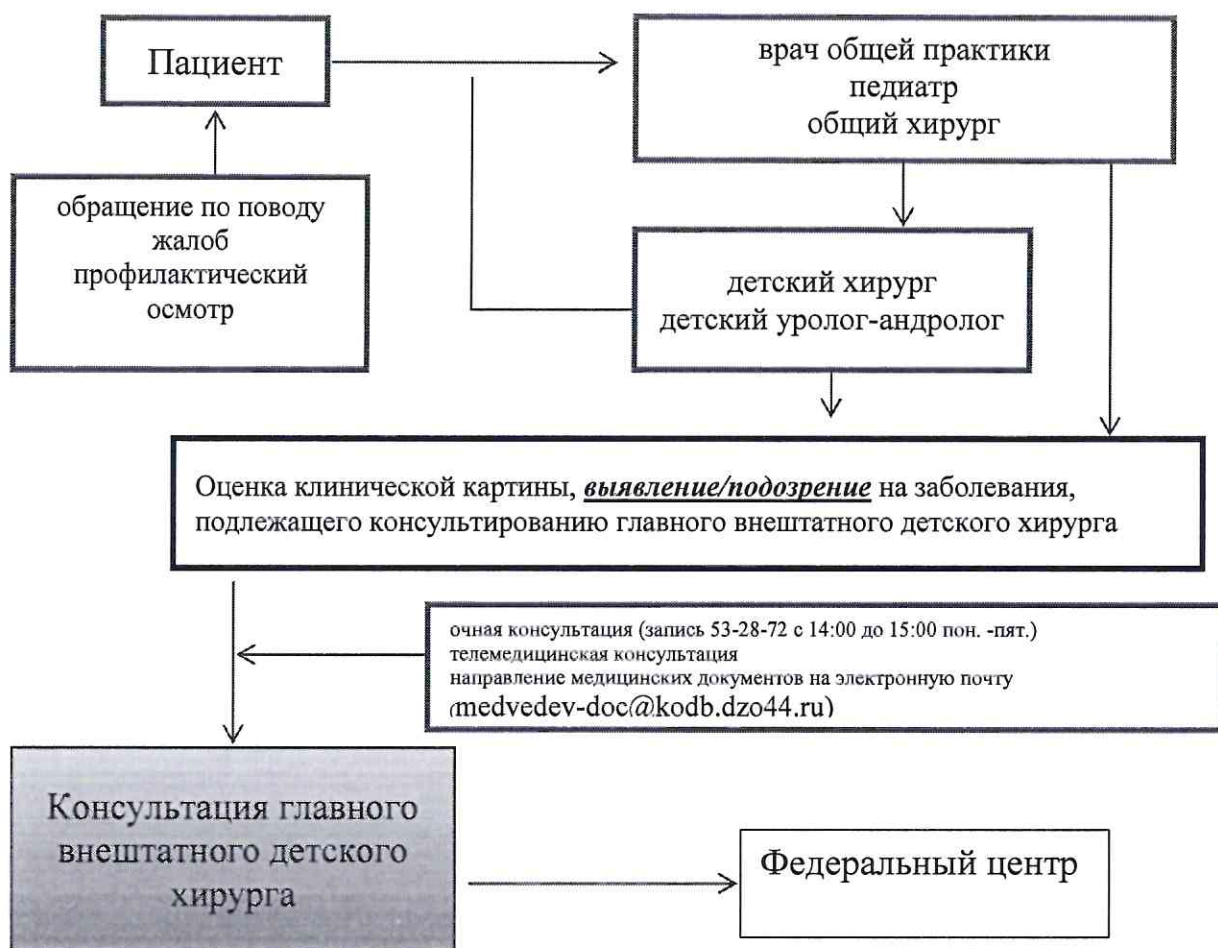 Пациент
врач общей практики
педиатр
общий хирург
обращение по поводу
жалоб
профилактический
осмотр
детский хирург
детский уролог-андролог
Оценка клинической картины, выявление/подозрение на заболевания,
подлежащего консультированию главного внештатного детского хирурга
очная консультация (запись 53-28-72 с 14:00 до 15:00 пон. -пят.)
телемедицинская консультация
направление медицинских документов на электронную почту
(medvedev-doc@kodb.dzo44.ru)
Консультация главного
внештатного детского
хирурга
Федеральный центр